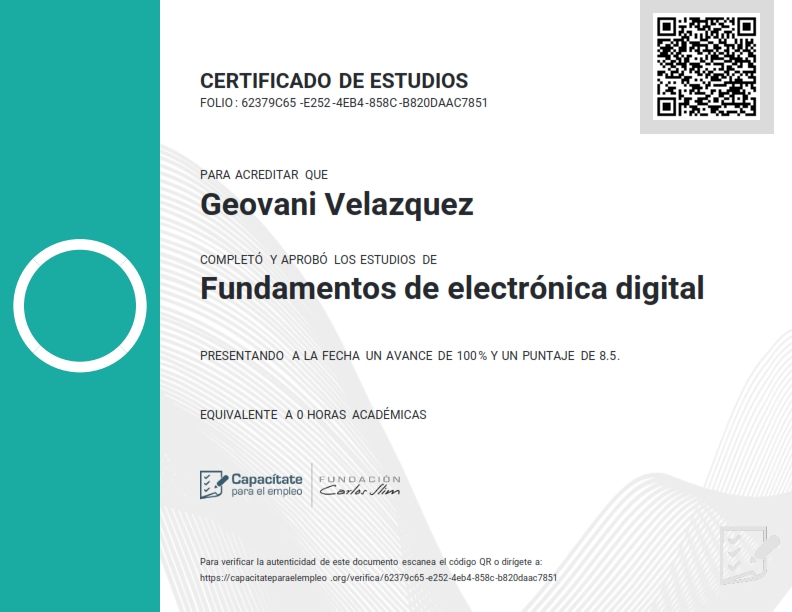 CERTIFICADO DE ESTUDIOS
FOLIO: 62379C65-E252-4EB4-858C-B820DAAC7851
PARA ACREDITAR QUE
Geovani Velazquez
COMPLETÓ Y APROBÓ LOS ESTUDIOS DE
Fundamentos de electrónica digital
PRESENTANDO A LA FECHA UN AVANCE DE 100% Y UN PUNTAJE DE 8.5.
EQUIVALENTE A 0 HORAS ACADÉMICAS
Capacítate
para el empleo
FUNDACIÓN
Carlos Slim
Para verificar la autenticidad de este documento escanea el código QR o dirígete a:
https://capacitateparaelempleo.org/verifica/62379c65-e252-4eb4-858c-b820daac7851